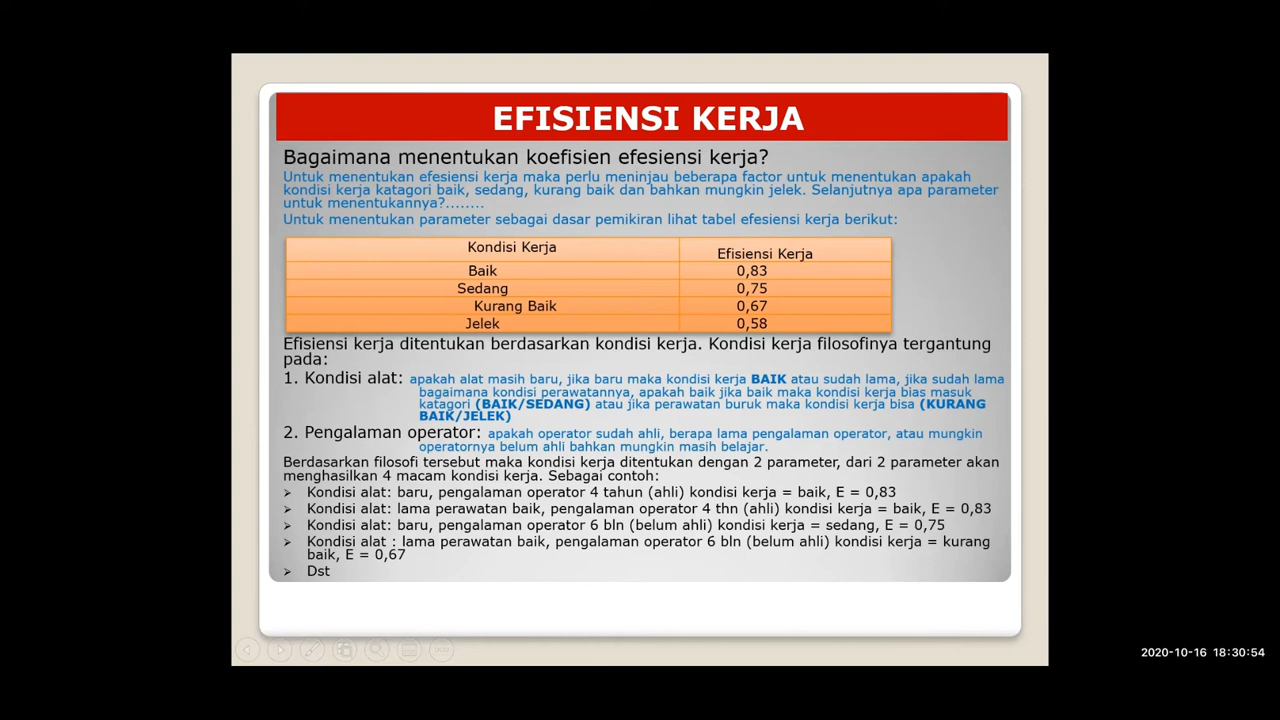 EFISIENSI KERJA
Bagaimana menentukan koefisien efesiensi kerja?
Untuk menentukan efesiensi kerja maka perlu meninjau beberapa factor untuk menentukan apakah
kondisi kerja katagori baik, sedang, kurang baik dan bahkan mungkin jelek. Selanjutnya apa parameter
untuk menentukannya?........
Untuk menentukan parameter sebagai dasar pemikiran lihat tabel efesiensi kerja berikut:
Kondisi Kerja Efisiensi Kerja
Baik 0,83
Sedang 0,75
Kurang Baik 0,67
Jelek 0,58
Efisiensi kerja ditentukan berdasarkan kondisi kerja. Kondisi kerja filosofinya tergantung
pada:
1. Kondisi alat: apakah alat masih baru, jika baru maka kondisi kerja BAIK atau sudah lama, jika sudah lama
bagaimana kondisi perawatannya, apakah baik jika baik maka kondisi kerja bias masuk
katagori (BAIK/SEDANG) atau jika perawatan buruk maka kondisi kerja bisa (KURANG
BAIK/JELEK)
2. Pengalaman operator: apakah operator sudah ahli, berapa lama pengalaman operator, atau mungkin
operatornya belum ahli bahkan mungkin masih belajar.
Berdasarkan filosofi tersebut maka kondisi kerja ditentukan dengan 2 parameter, dari 2 parameter akan
menghasilkan 4 macam kondisi kerja. Sebagai contoh:
➢ Kondisi alat: baru, pengalaman operator 4 tahun (ahli) kondisi kerja = baik, E = 0,83
➢ Kondisi alat: lama perawatan baik, pengalaman operator 4 thn (ahli) kondisi kerja = baik, E = 0,83
➢ Kondisi alat: baru, pengalaman operator 6 bln (belum ahli) kondisi kerja = sedang, E = 0,75
➢ Kondisi alat : lama perawatan baik, pengalaman operator 6 bln (belum ahli) kondisi kerja = kurang
baik, E = 0,67
➢ Dst
2020-10-16 18:30:54